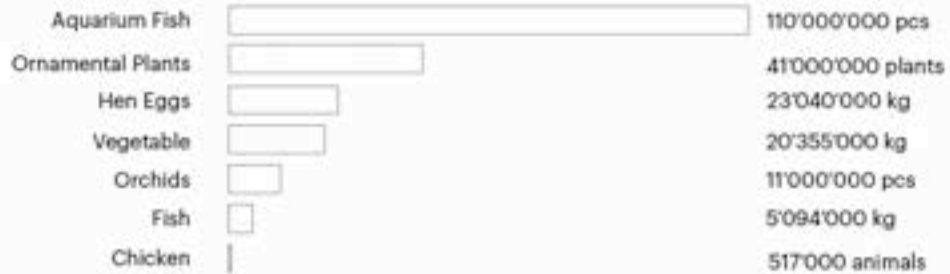 Aquarium Fish 110'000'000 pcs
Ornamental Plants 41'000'000 plants
Hen Eggs 23'040'000 kg
Vegetable 20'355'000 kg
Orchids 11'000'000 pcs
Fish 5'094'000 kg
Chicken 517'000 animals